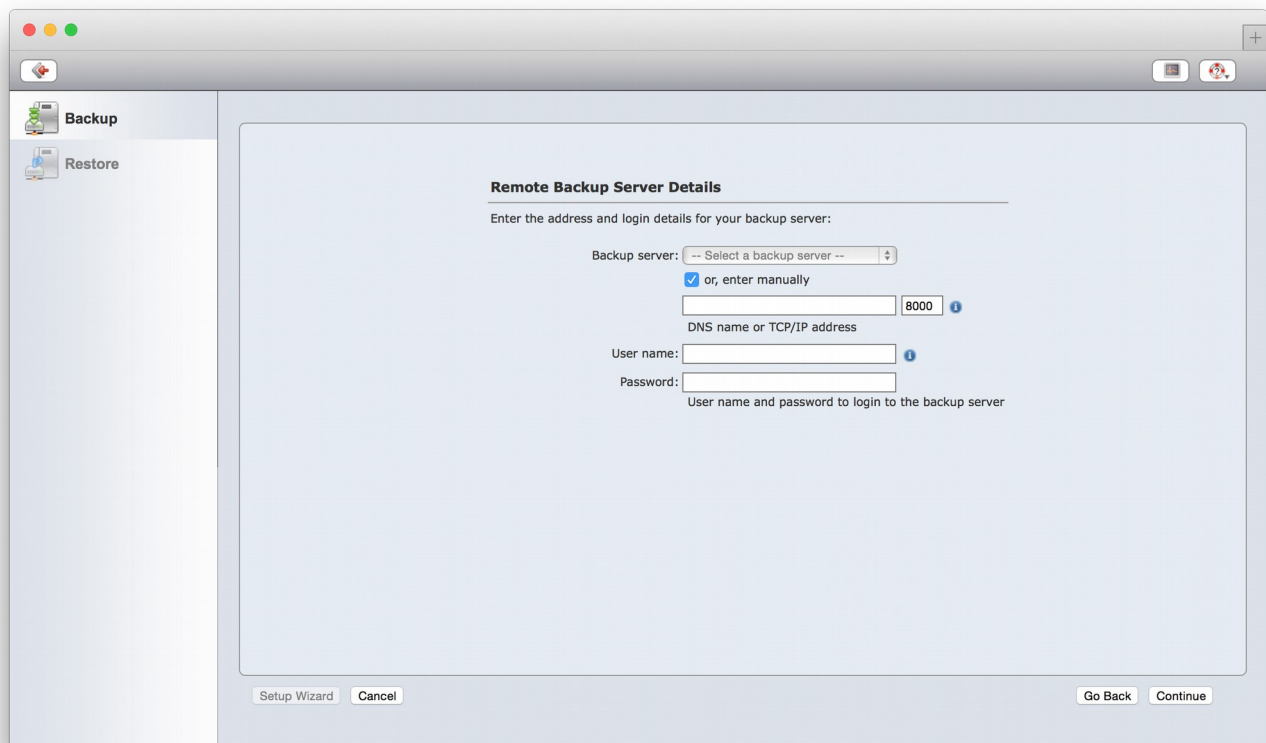 Backup
Restore
Remote Backup Server Details
Enter the address and login details for your backup server:
Backup server: -- Select a backup server --
or, enter manually
8000
DNS name or TCP/IP address
User name:
Password:
User name and password to login to the backup server
Setup Wizard Cancel Go Back Continue